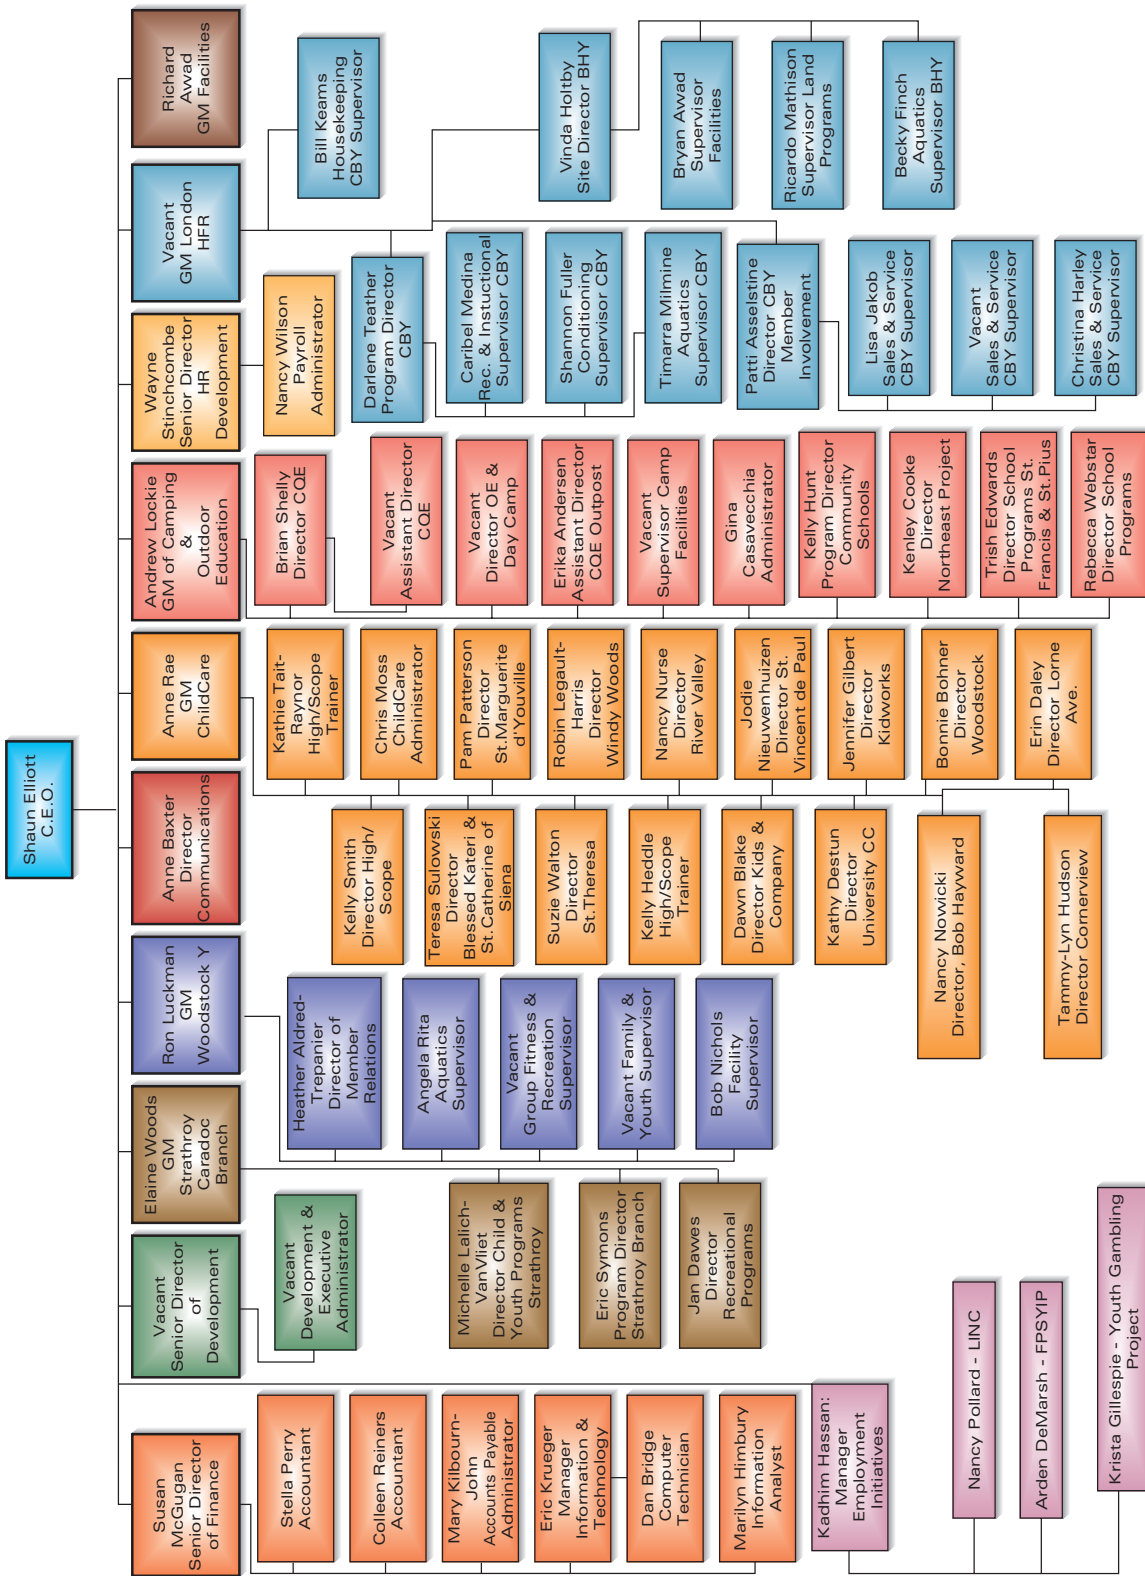 Shaun Elliott
C.E.O.
Susan
McGugan
Senior Director
of Finance
Vacant
Senior Director
of
Development
Elaine Woods
GM
Strathroy
Caradoc
Branch
Ron Luckman
GM
Woodstock Y
Anne Baxter
Director
Communications
Anne Rae
GM
ChildCare
Andrew Lockie
GM of Camping
&
Outdoor
Education
Wayne
Stinchcombe
Senior Director
HR
Development
Vacant
GM London
HFR
Richard
Awad
GM Facilities
Stella Perry
Accountant
Colleen Reiners
Accountant
Mary Kilbourn-
John
Accounts Payable
Administrator
Eric Krueger
Manager
Information &
Technology
Dan Bridge
Computer
Technician
Marilyn Himbury
Information
Analyst
Kadhim Hassan:
Manager
Employment
Initiatives
Nancy Pollard - LINC
Arden DeMarsh - FPSYIP
Krista Gillespie - Youth Gambling
Project
Vacant
Development &
Executive
Administrator
Michelle Lalich-
VanVliet
Director Child &
Youth Programs
Strathroy
Eric Symons
Program Director
Strathroy Branch
Jan Dawes
Director
Recreational
Programs
Heather Aldred-
Trepanier
Director of
Member
Relations
Angela Rita
Aquatics
Supervisor
Vacant
Group Fitness &
Recreation
Supervisor
Vacant Family &
Youth Supervisor
Bob Nichols
Facility
Supervisor
Kelly Smith
Director High/
Scope
Teresa Sulowski
Director
Blessed Kateri &
St.Catherine of
Siena
Suzie Walton
Director
St.Theresa
Kelly Heddle
High/Scope
Trainer
Dawn Blake
Director Kids &
Company
Kathy Destun
Director
University CC
Nancy Nowicki
Director, Bob Hayward
Tammy-Lyn Hudson
Director Cornerview
Kathie Tait-
Raynor
High/Scope
Trainer
Chris Moss
ChildCare
Administrator
Pam Patterson
Director
St.Marguerite
d'Youville
Robin Legault-
Harris
Director
Windy Woods
Nancy Nurse
Director
River Valley
Jodie
Nieuwenhuizen
Director St.
Vincent de Paul
Jennifer Gilbert
Director
Kidworks
Bonnie Bohner
Director
Woodstock
Erin Daley
Director Lorne
Ave.
Brian Shelly
Director CQE
Vacant
Assistant Director
CQE
Vacant
Director OE &
Day Camp
Erika Andersen
Assistant Director
CQE Outpost
Vacant
Supervisor Camp
Facilities
Gina
Casavecchia
Administrator
Kelly Hunt
Program Director
Community
Schools
Kenley Cooke
Director
Northeast Project
Trish Edwards
Director School
Programs St.
Francis & St.Pius
Rebecca Webstar
Director School
Programs
Nancy Wilson
Payroll
Administrator
Darlene Teather
Program Director
CBY
Caribel Medina
Rec. & Instuctional
Supervisor CBY
Shannon Fuller
Conditioning
Supervisor CBY
Timarra Milmine
Aquatics
Supervisor CBY
Patti Asselstine
Director CBY
Member
Involvement
Lisa Jakob
Sales & Service
CBY Supervisor
Vacant
Sales & Service
CBY Supervisor
Christina Harley
Sales & Service
CBY Supervisor
Bill Keams
Housekeeping
CBY Supervisor
Vinda Holtby
Site Director BHY
Bryan Awad
Supervisor
Facilities
Ricardo Mathison
Supervisor Land
Programs
Becky Finch
Aquatics
Supervisor BHY